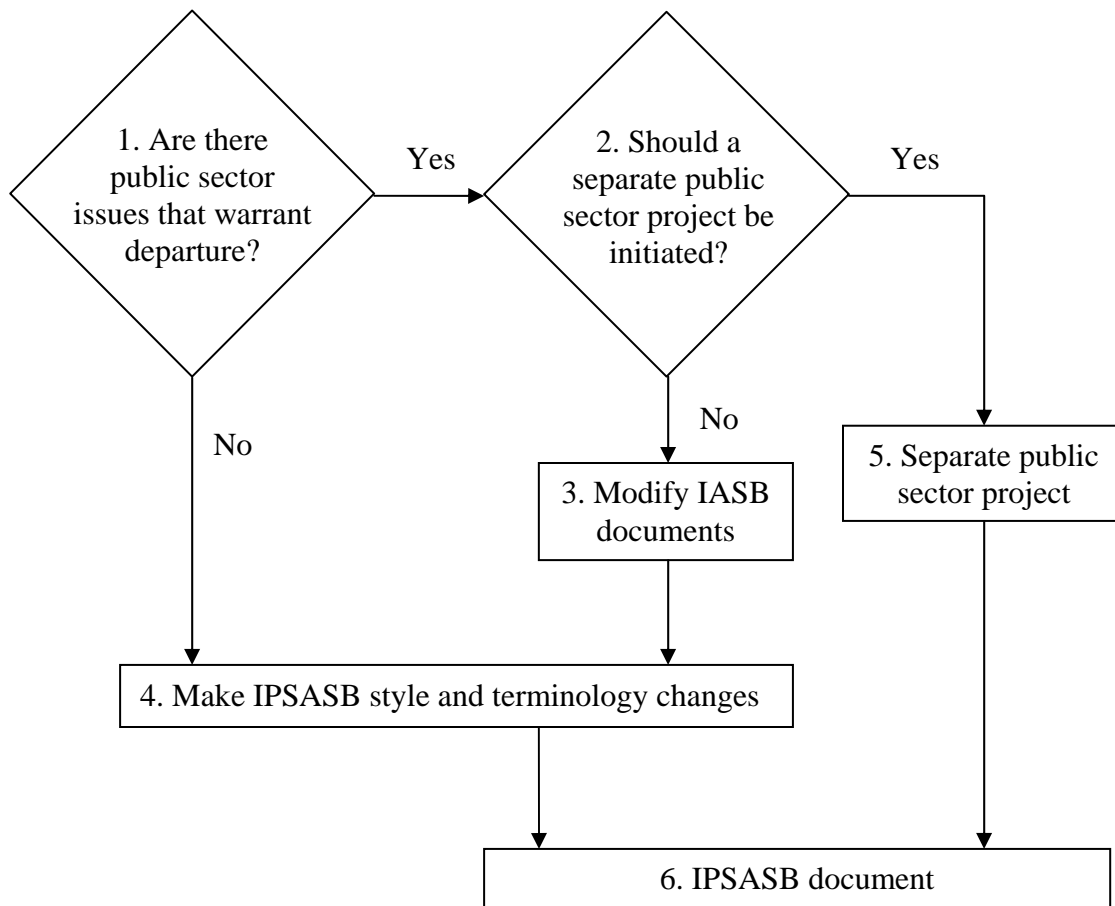 1. Are there
public sector
issues that warrant
departure?
Yes
2. Should a
separate public
sector project be
initiated?
Yes
No
No
3. Modify IASB
documents
5. Separate public
sector project
4. Make IPSASB style and terminology changes
6. IPSASB document